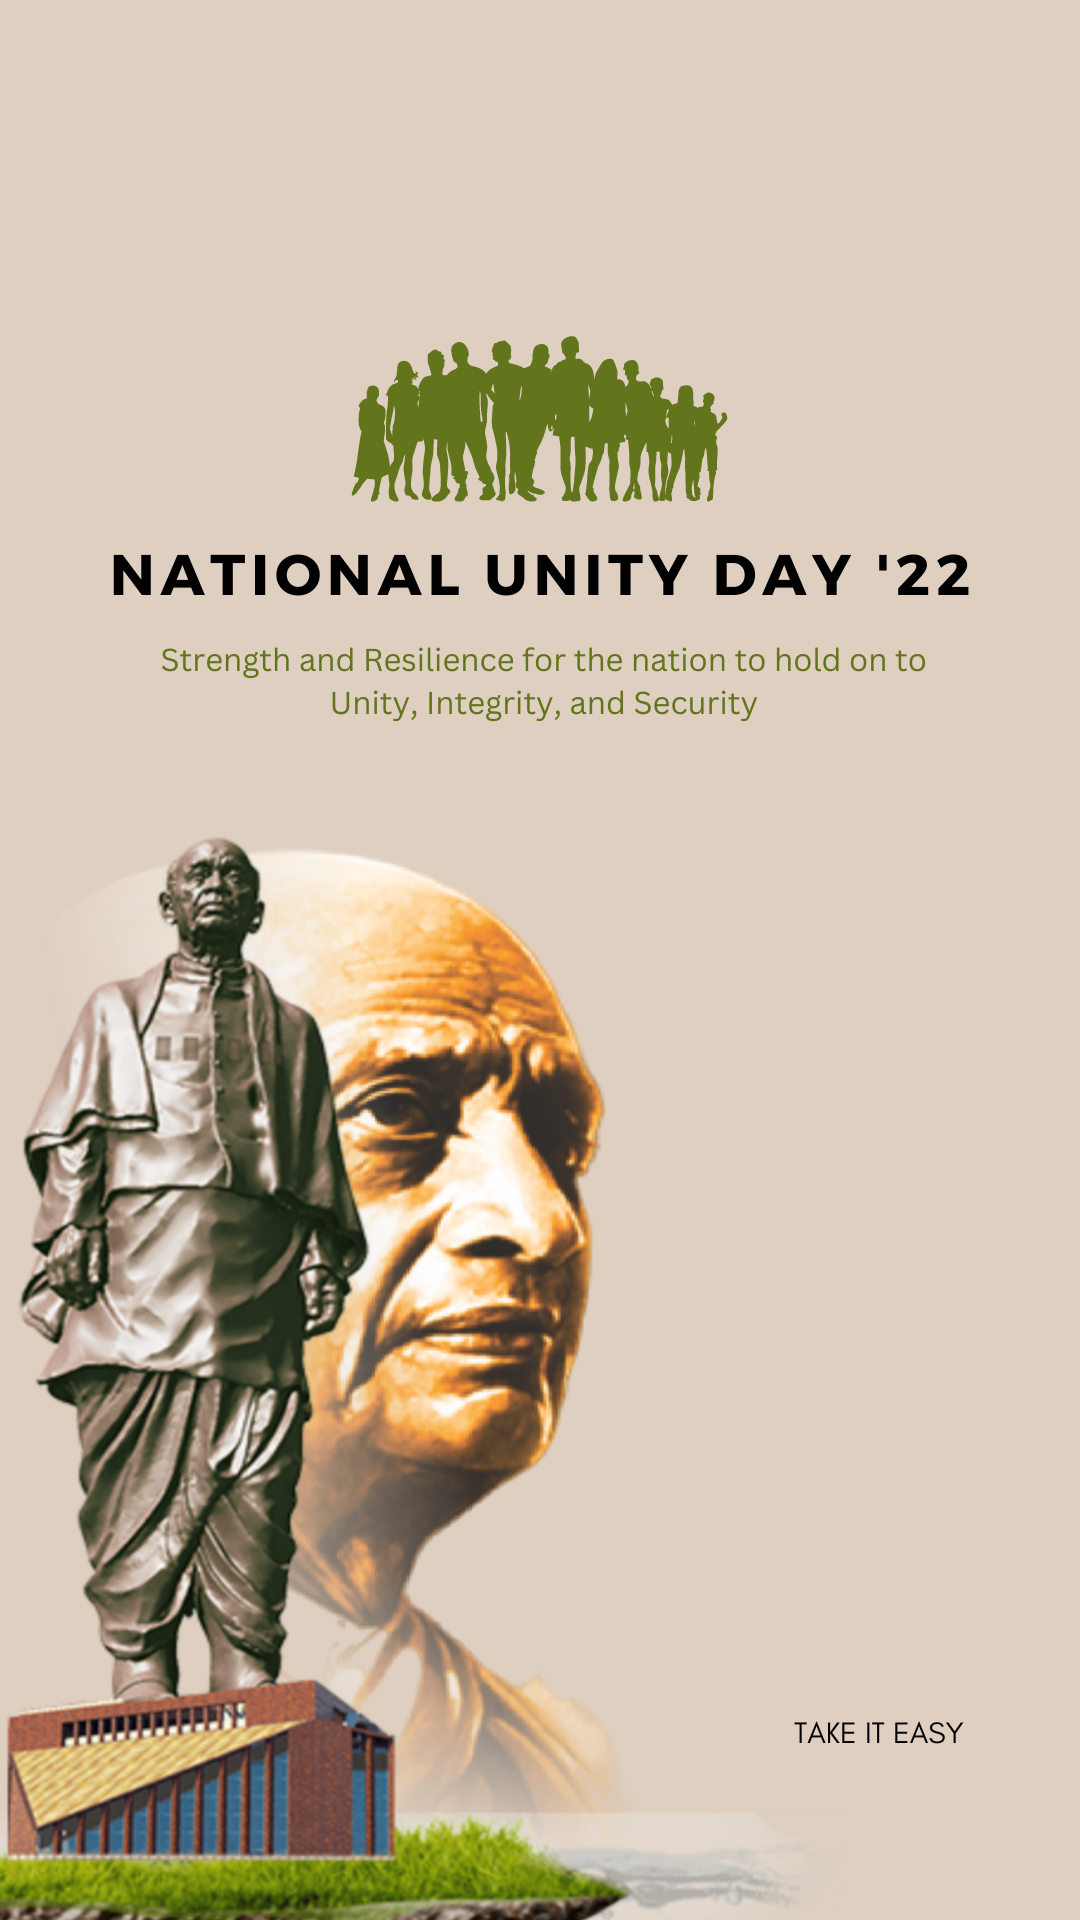 NATIONAL UNITY DAY '22
Strength and Resilience for the nation to hold on to
Unity, Integrity, and Security
TAKE IT EASY